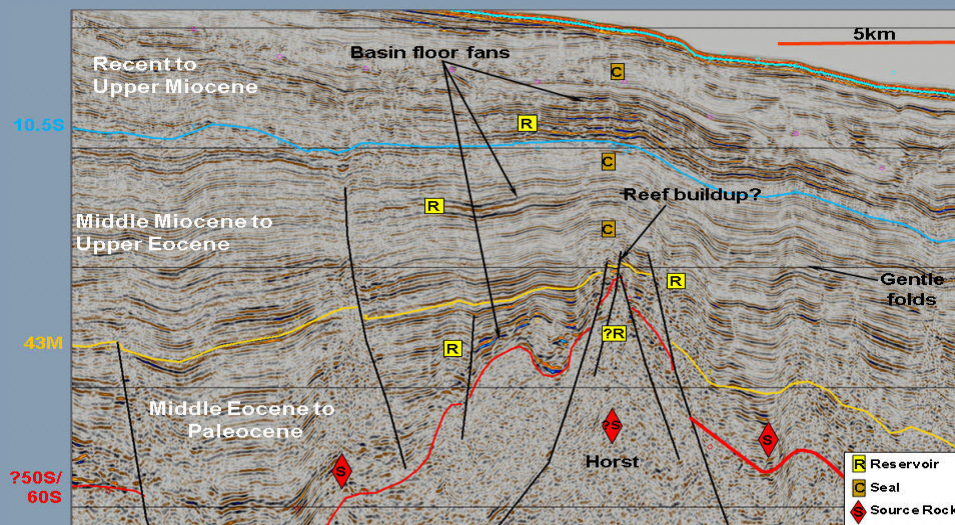 5km
Basin floor fans
Recent to
Upper Miocene
C
10.5S
R
C
Reef buildup?
R
Middle Miocene to
Upper Eocene
C
Gentle
folds
R
43M
R
?R
Middle Eocene to
Paleocene
?S
S
Horst
S
?50S/
60S
R Reservoir
C Seal
S Source Rock